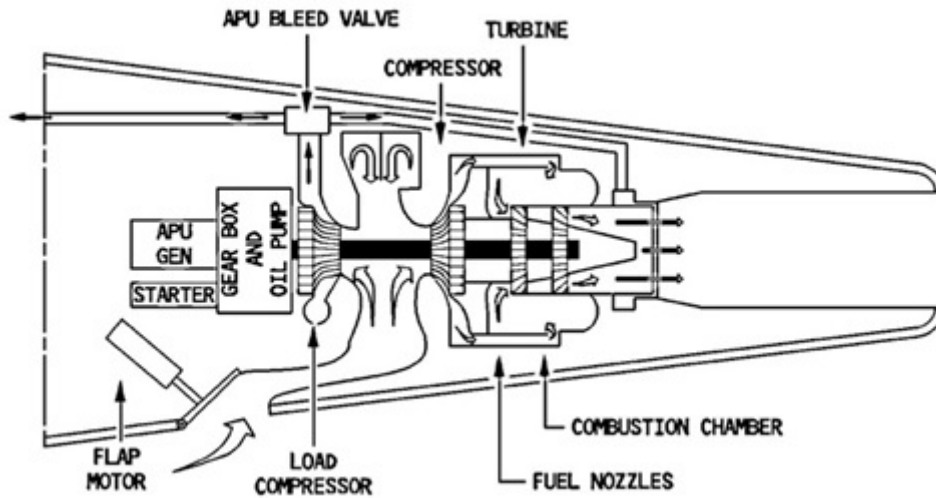 APU BLEED VALVE
TURBINE
COMPRESSOR
APU
GEN
STARTER
GEAR BOX
AND
OIL PUMP
FLAP
MOTOR
LOAD
COMPRESSOR
COMBUSTION CHAMBER
FUEL NOZZLES